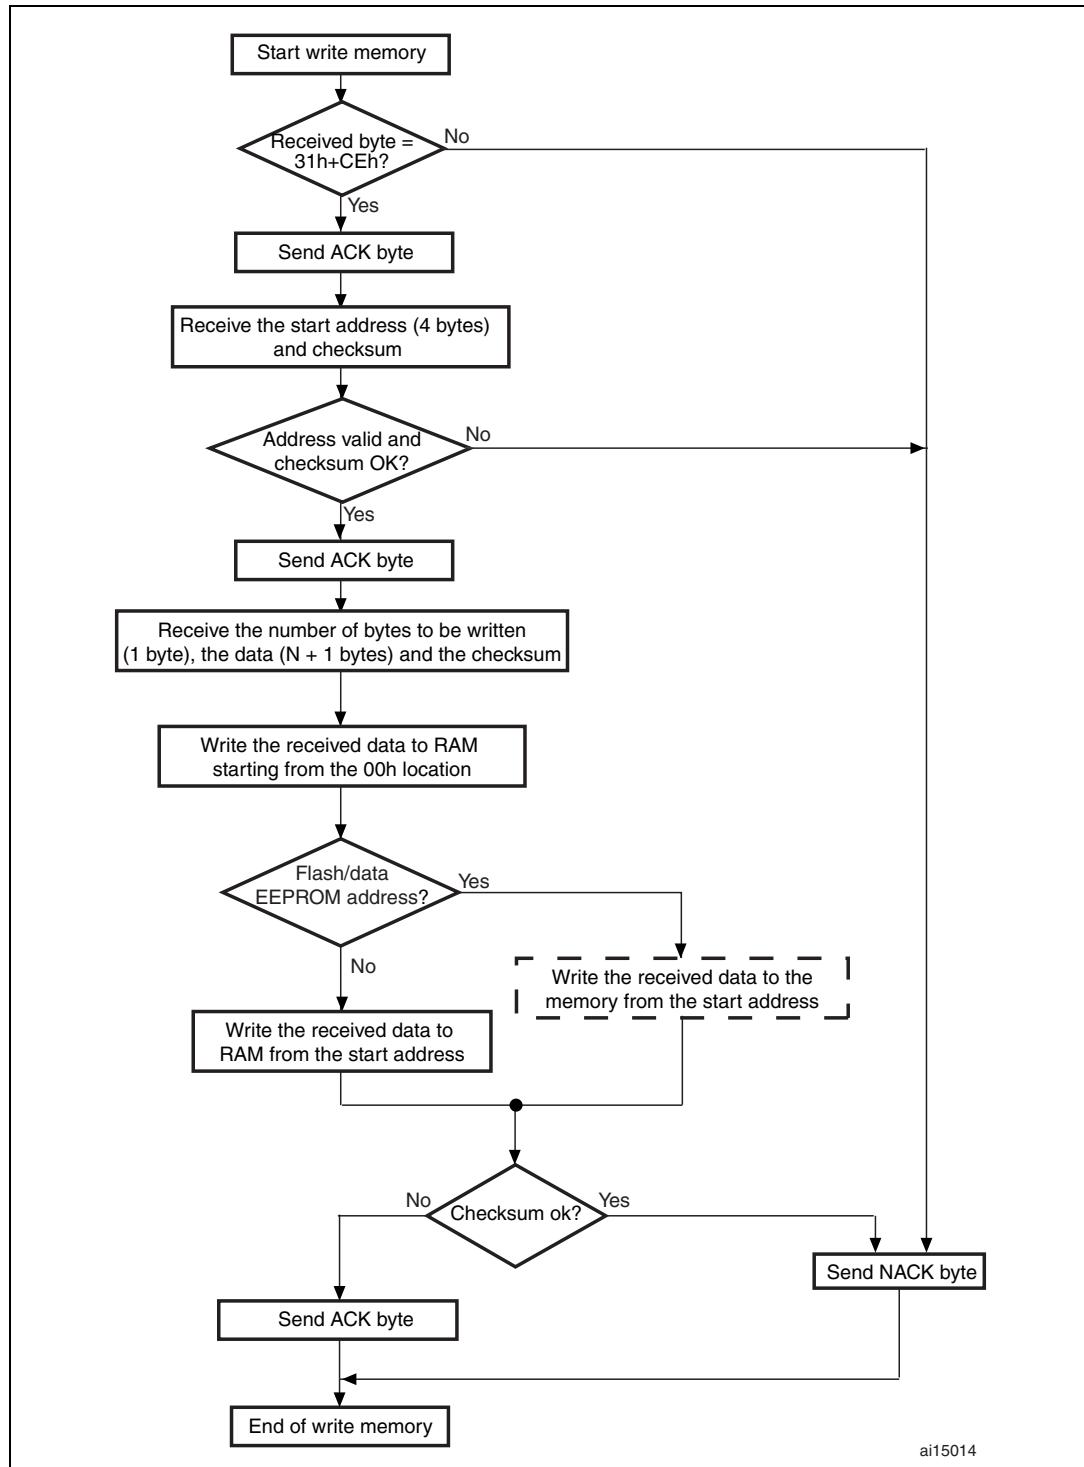 Start write memory
Received byte =
31h+CEh?
No
Yes
Send ACK byte
Receive the start address (4 bytes)
and checksum
Address valid and
checksum OK?
No
Yes
Send ACK byte
Receive the number of bytes to be written
(1 byte), the data (N + 1 bytes) and the checksum
Write the received data to RAM
starting from the 00h location
Flash/data
EEPROM address?
Yes
No
Write the received data to the
memory from the start address
Write the received data to
RAM from the start address
No
Yes
Checksum ok?
Send NACK byte
Send ACK byte
End of write memory
ai15014